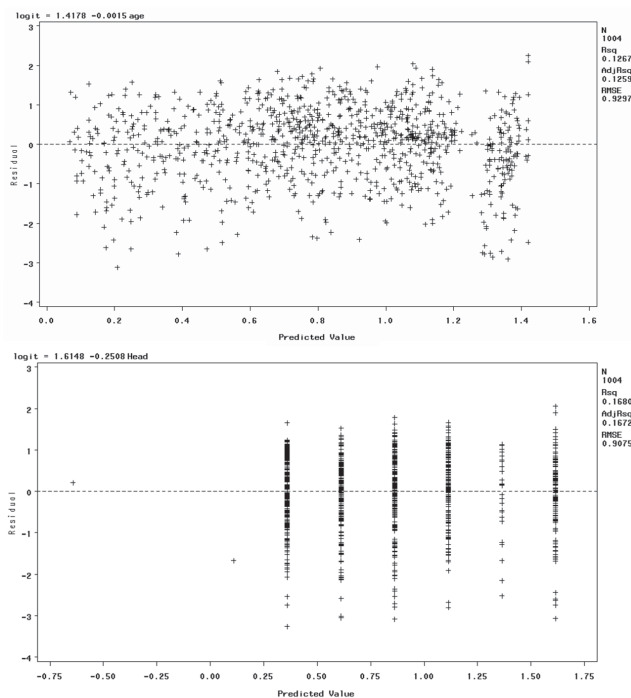 logit = 1.4178 -0.0015 age
3
2
1
0
-1
-2
-3
-4
Residual
0.0 0.2 0.4 0.6 0.8 1.0 1.2 1.4 1.6
Predicted Value
N
1004
Rsq
0.1267
AdjRsq
0.1259
RMSE
0.9297
logit = 1.6148 -0.2508 Head
3
2
1
0
-1
-2
-3
-4
Residual
-0.75 -0.50 -0.25 0.00 0.25 0.50 0.75 1.00 1.25 1.50 1.75
Predicted Value
N
1004
Rsq
0.1680
AdjRsq
0.1672
RMSE
0.9075